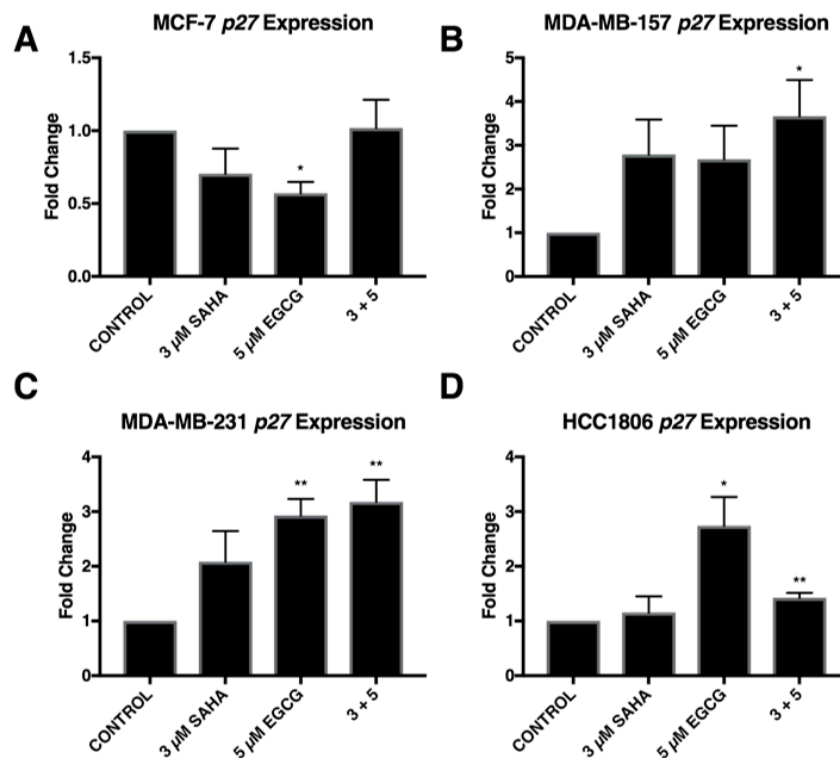 A
MCF-7 p27 Expression
Fold Change
1.5
1.0
0.5
0.0
*
CONTROL
3 µM SAHA
5 µM EGCG
3 + 5
B
MDA-MB-157 p27 Expression
Fold Change
5
4
3
2
1
0
*
CONTROL
3 µM SAHA
5 µM EGCG
3 + 5
C
MDA-MB-231 p27 Expression
Fold Change
4
3
2
1
0
**
**
CONTROL
3 µM SAHA
5 µM EGCG
3 + 5
D
HCC1806 p27 Expression
Fold Change
4
3
2
1
0
*
**
CONTROL
3 µM SAHA
5 µM EGCG
3 + 5